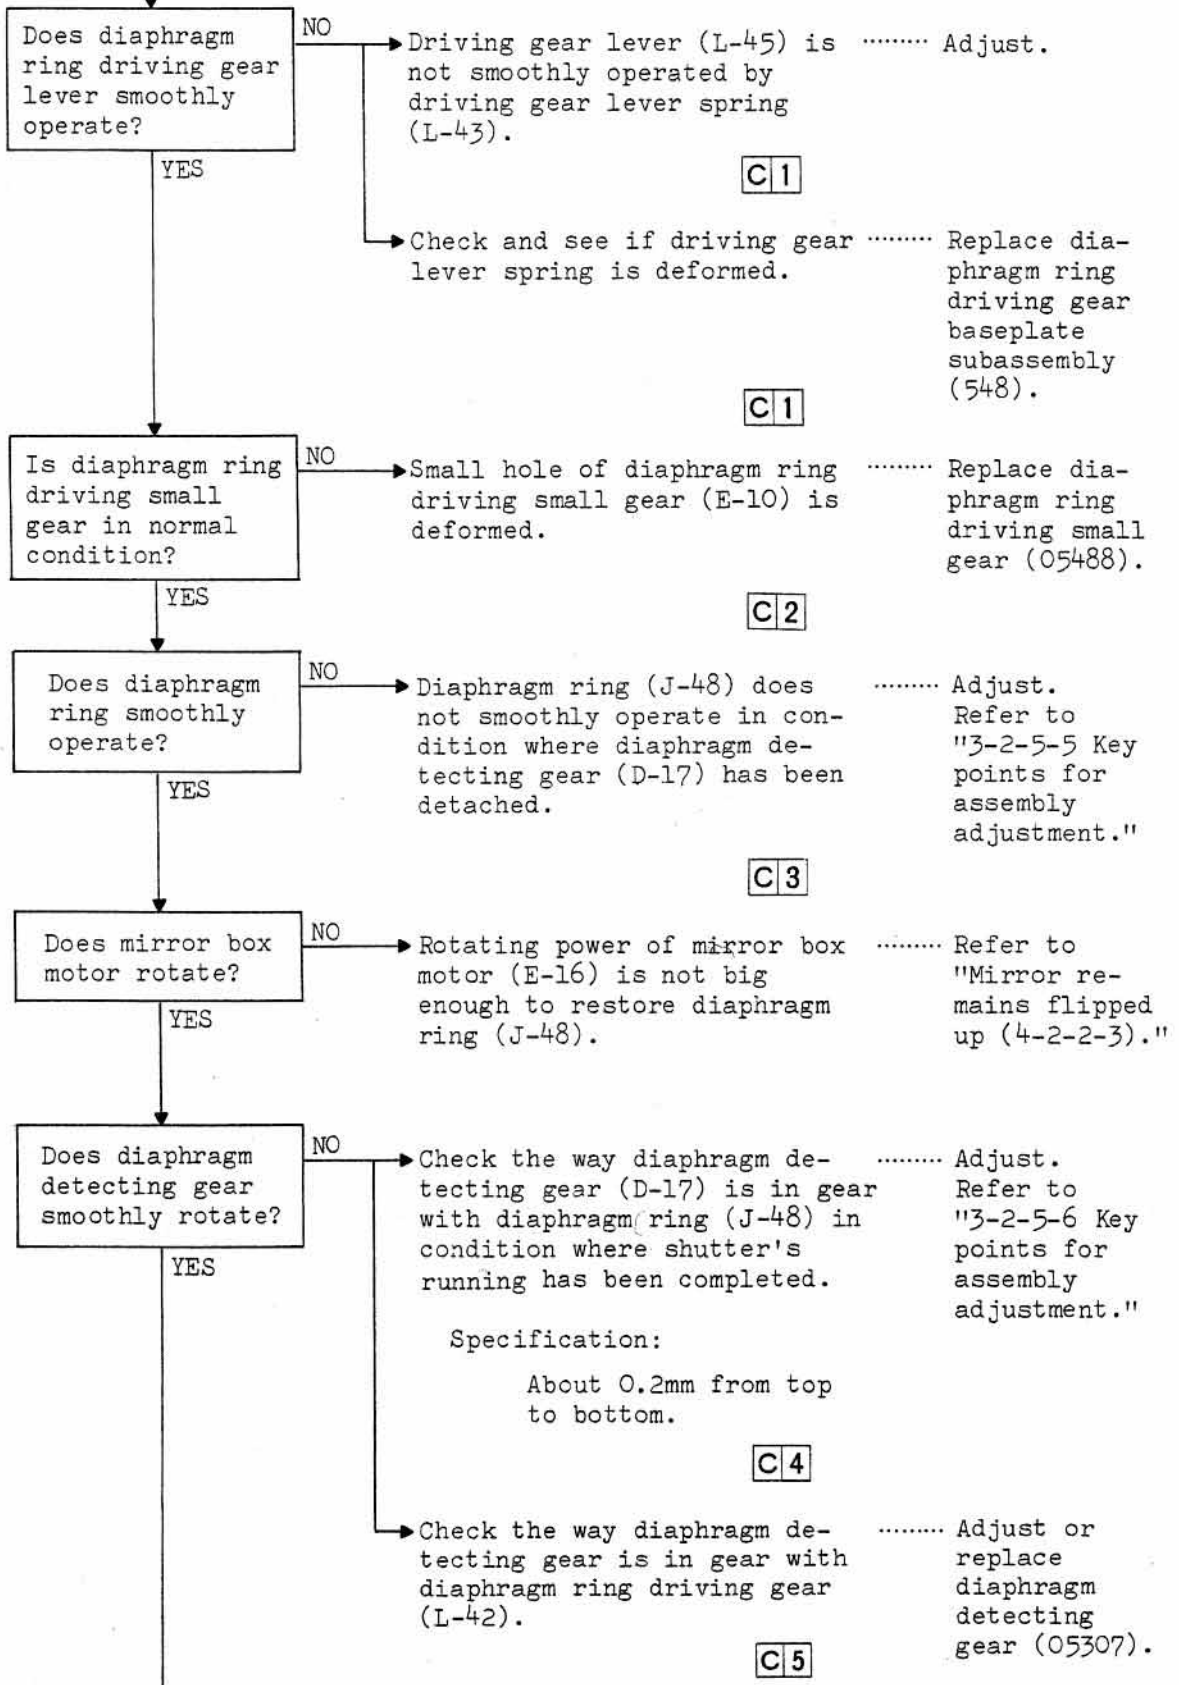 Does diaphragm
ring driving gear
lever smoothly
operate?
NO
Driving gear lever (L-45) is
not smoothly operated by
driving gear lever spring
(L-43).
········· Adjust.
C 1
Check and see if driving gear
lever spring is deformed.
········· Replace dia-
phragm ring
driving gear
baseplate
subassembly
(548).
C 1
YES
Is diaphragm ring
driving small
gear in normal
condition?
NO
Small hole of diaphragm ring
driving small gear (E-10) is
deformed.
········· Replace dia-
phragm ring
driving small
gear (05488).
C 2
YES
Does diaphragm
ring smoothly
operate?
NO
Diaphragm ring (J-48) does
not smoothly operate in con-
dition where diaphragm de-
tecting gear (D-17) has been
detached.
········· Adjust.
Refer to
"3-2-5-5 Key
points for
assembly
adjustment."
C 3
YES
Does mirror box
motor rotate?
NO
Rotating power of mirror box
motor (E-16) is not big
enough to restore diaphragm
ring (J-48).
········· Refer to
"Mirror re-
mains flipped
up (4-2-2-3)."
YES
Does diaphragm
detecting gear
smoothly rotate?
NO
Check the way diaphragm de-
tecting gear (D-17) is in gear
with diaphragm ring (J-48) in
condition where shutter's
running has been completed.
Specification:
About 0.2mm from top
to bottom.
········· Adjust.
Refer to
"3-2-5-6 Key
points for
assembly
adjustment."
C 4
Check the way diaphragm de-
tecting gear is in gear with
diaphragm ring driving gear
(L-42).
········· Adjust or
replace
diaphragm
detecting
gear (05307).
C 5
YES